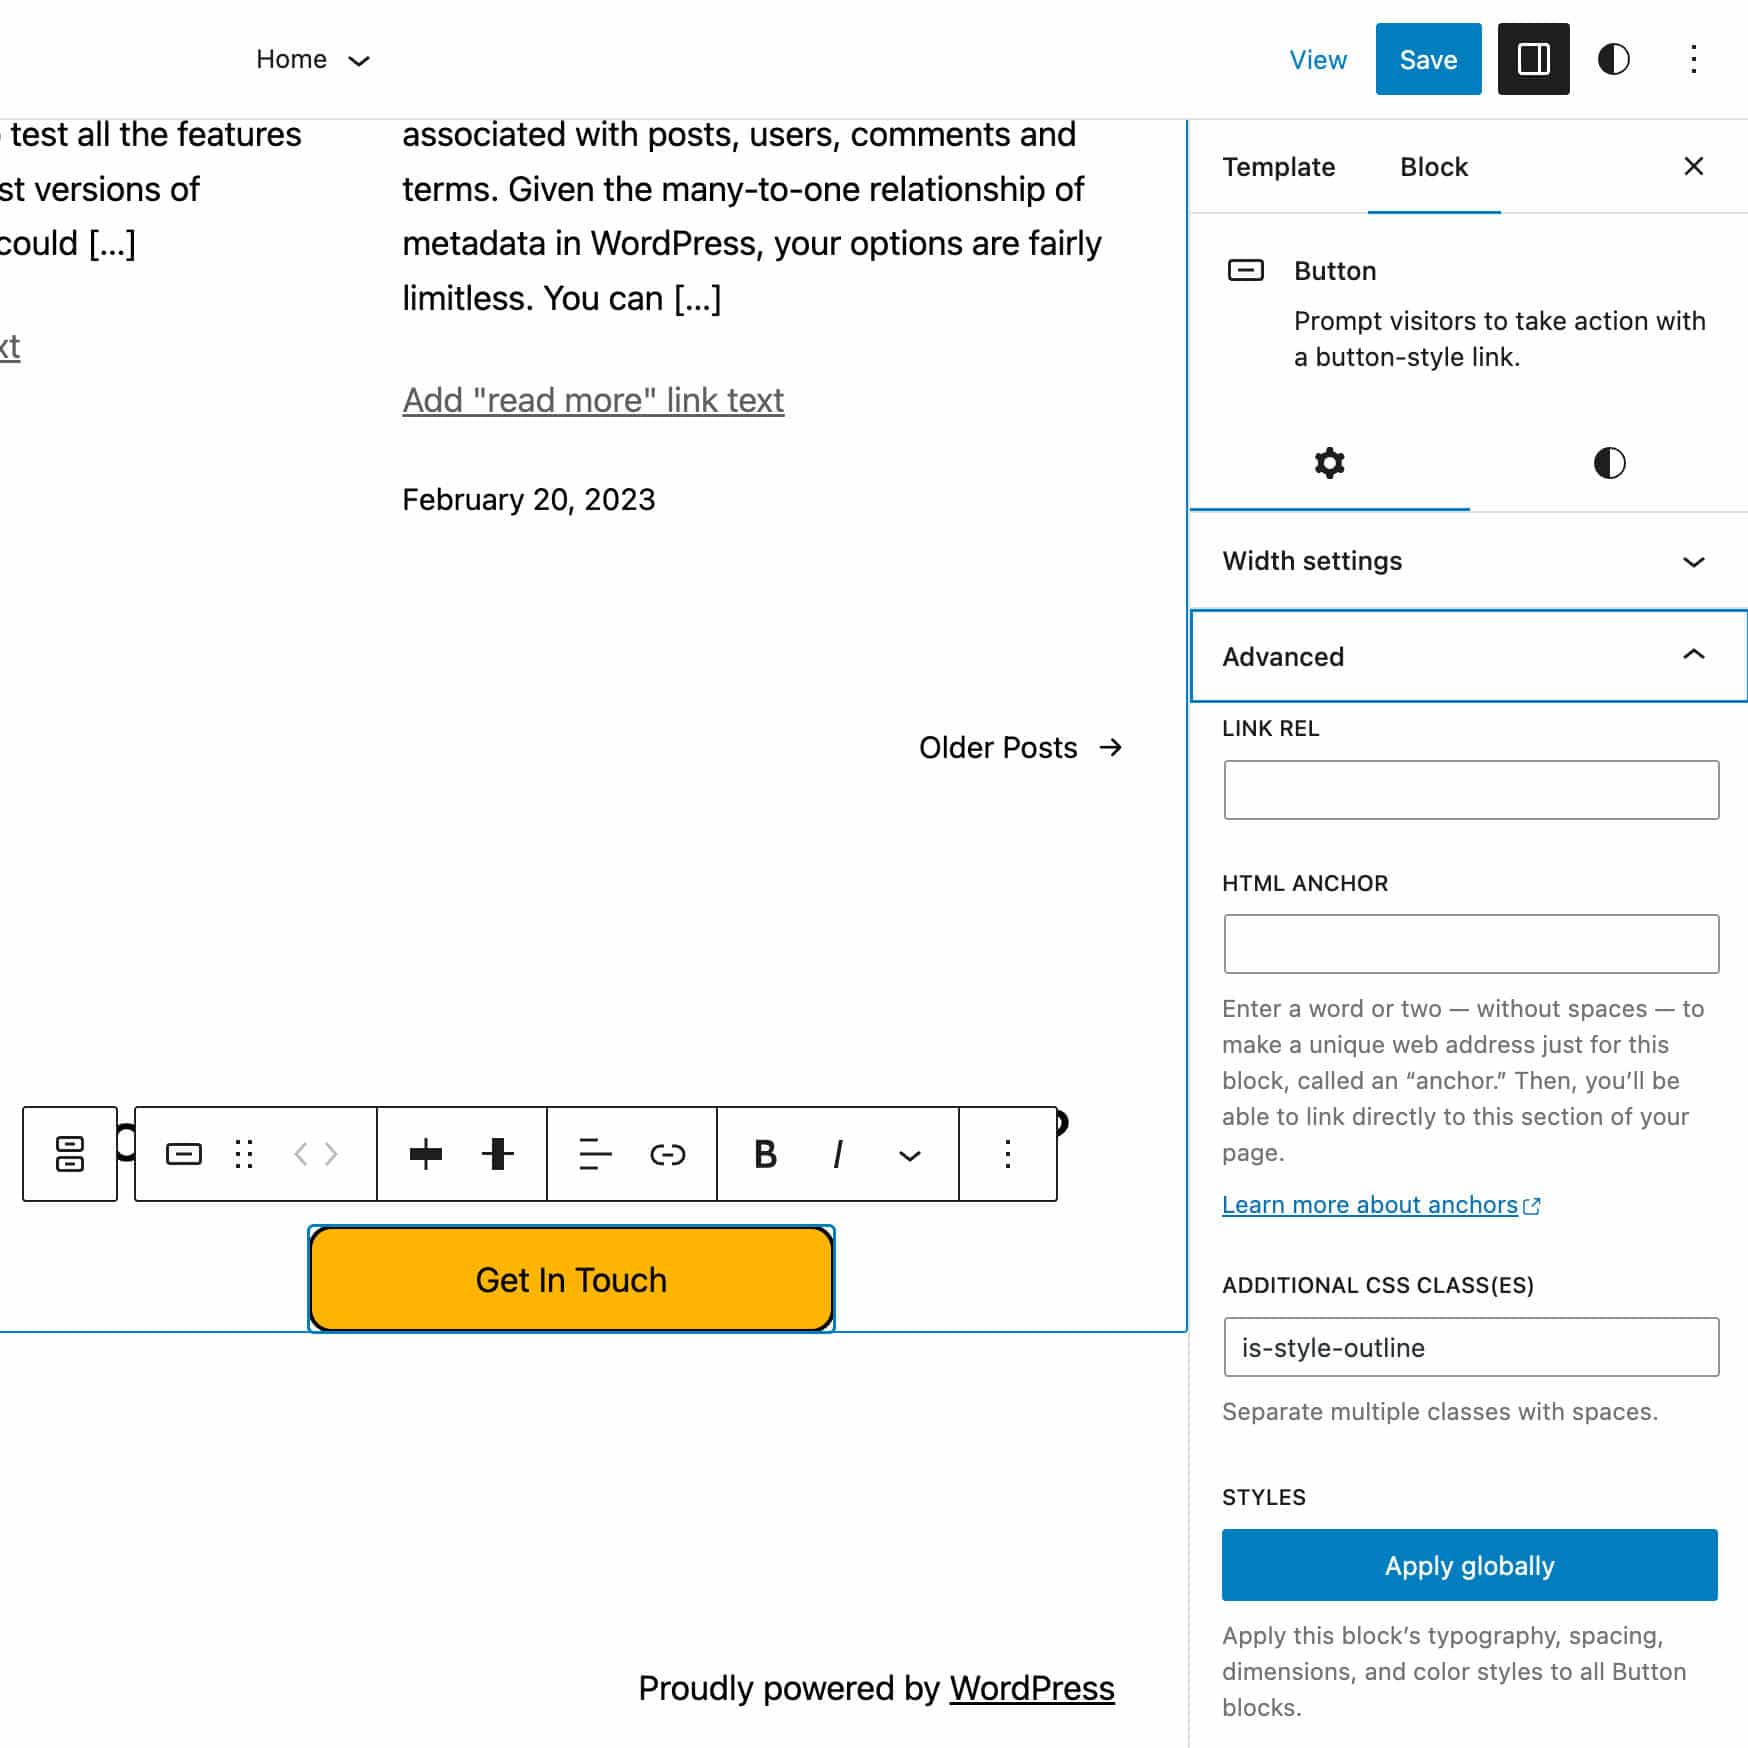 Home
View
Save
test all the features
st versions of
could [...]
xt
associated with posts, users, comments and
terms. Given the many-to-one relationship of
metadata in WordPress, your options are fairly
limitless. You can [...]
Add "read more" link text
February 20, 2023
Older Posts →
B I
Get In Touch
Proudly powered by WordPress
Template Block
Button
Prompt visitors to take action with
a button-style link.
Width settings
Advanced
LINK REL
HTML ANCHOR
Enter a word or two — without spaces — to
make a unique web address just for this
block, called an “anchor.” Then, you’ll be
able to link directly to this section of your
page.
Learn more about anchors
ADDITIONAL CSS CLASS(ES)
is-style-outline
Separate multiple classes with spaces.
STYLES
Apply globally
Apply this block’s typography, spacing,
dimensions, and color styles to all Button
blocks.